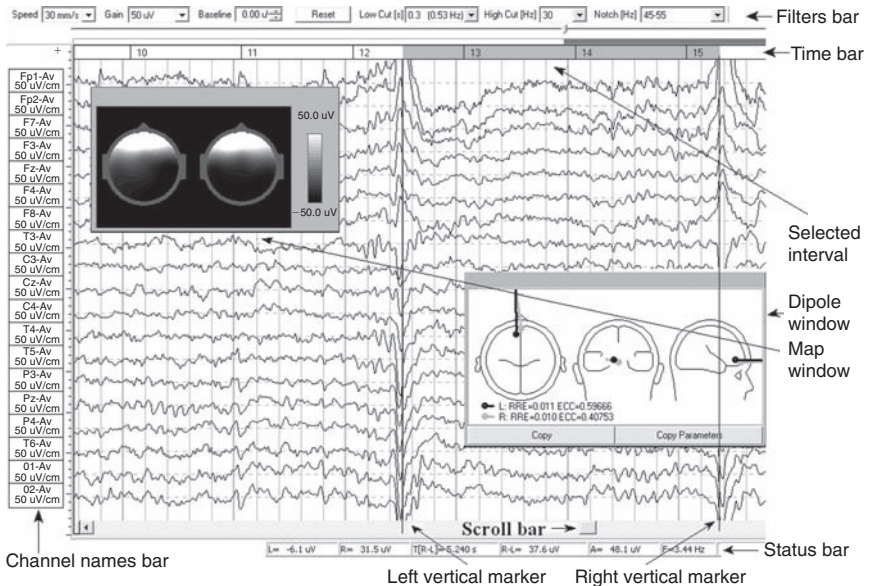 Speed 30 mm/s Gain 50 uV Baseline 0.00 u Reset Low Cut [s] 0.3 (0.53 Hz) High Cut [Hz] 30 Notch [Hz] 45-55
Filters bar
+ 10 11 12 13 14 15
Time bar
Fp1-Av
50 uV/cm
Fp2-Av
50 uV/cm
F7-Av
50 uV/cm
F3-Av
50 uV/cm
Fz-Av
50 uV/cm
F4-Av
50 uV/cm
F8-Av
50 uV/cm
T3-Av
50 uV/cm
C3-Av
50 uV/cm
Cz-Av
50 uV/cm
C4-Av
50 uV/cm
T4-Av
50 uV/cm
T5-Av
50 uV/cm
P3-Av
50 uV/cm
Pz-Av
50 uV/cm
P4-Av
50 uV/cm
T6-Av
50 uV/cm
01-Av
50 uV/cm
02-Av
50 uV/cm
50.0 uV
−50.0 uV
Selected
interval
Dipole
window
Map
window
L: RRE=0.011 ECC=0.59666
R: RRE=0.010 ECC=0.40753
Copy Copy Parameters
Scroll bar
L= -6.1 uV R= 31.5 uV T[R-L]=5.240 s R-L= 37.6 uV A= 48.1 uV F=3.44 Hz
Status bar
Channel names bar
Left vertical marker
Right vertical marker